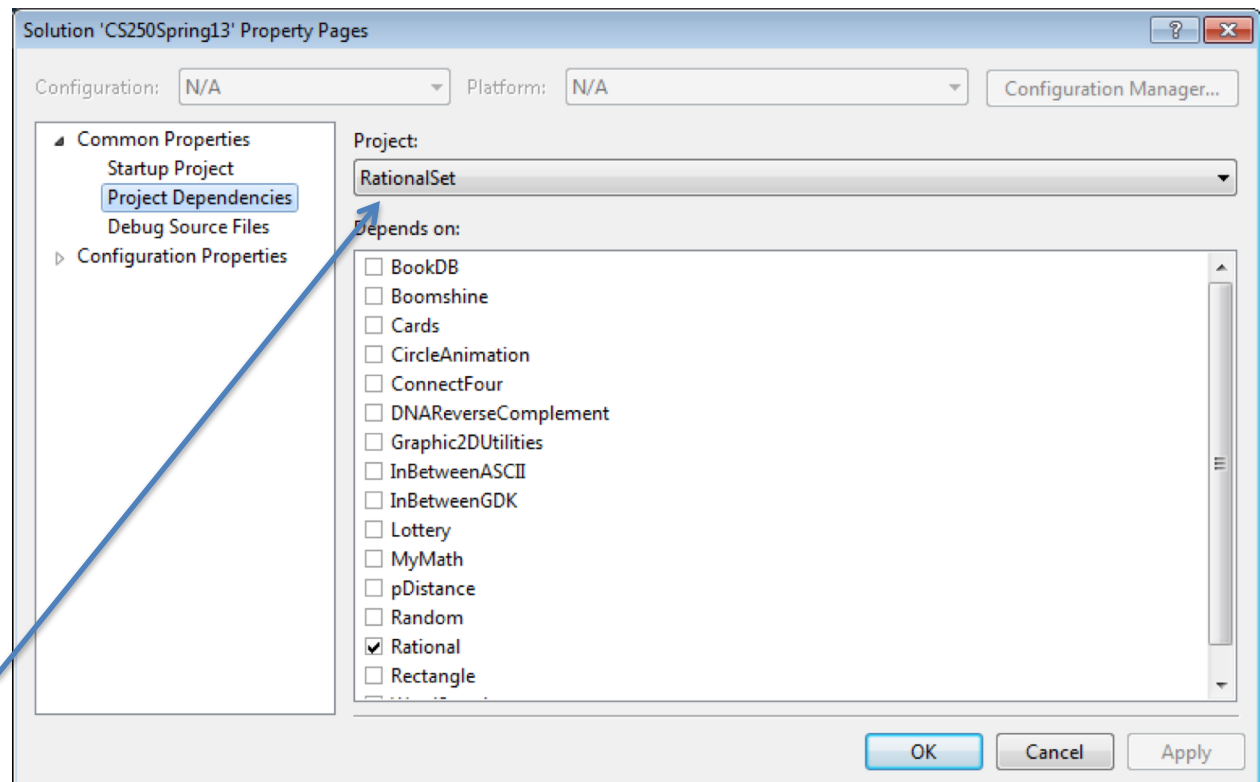 Solution 'CS250Spring13' Property Pages
Configuration: N/A Platform: N/A Configuration Manager...
Common Properties
Startup Project
Project Dependencies
Debug Source Files
Configuration Properties
Project:
RationalSet
Depends on:
BookDB
Boomshine
Cards
CircleAnimation
ConnectFour
DNAReverseComplement
Graphic2DUtilities
InBetweenASCII
InBetweenGDK
Lottery
MyMath
pDistance
Random
Rational
Rectangle
OK Cancel Apply